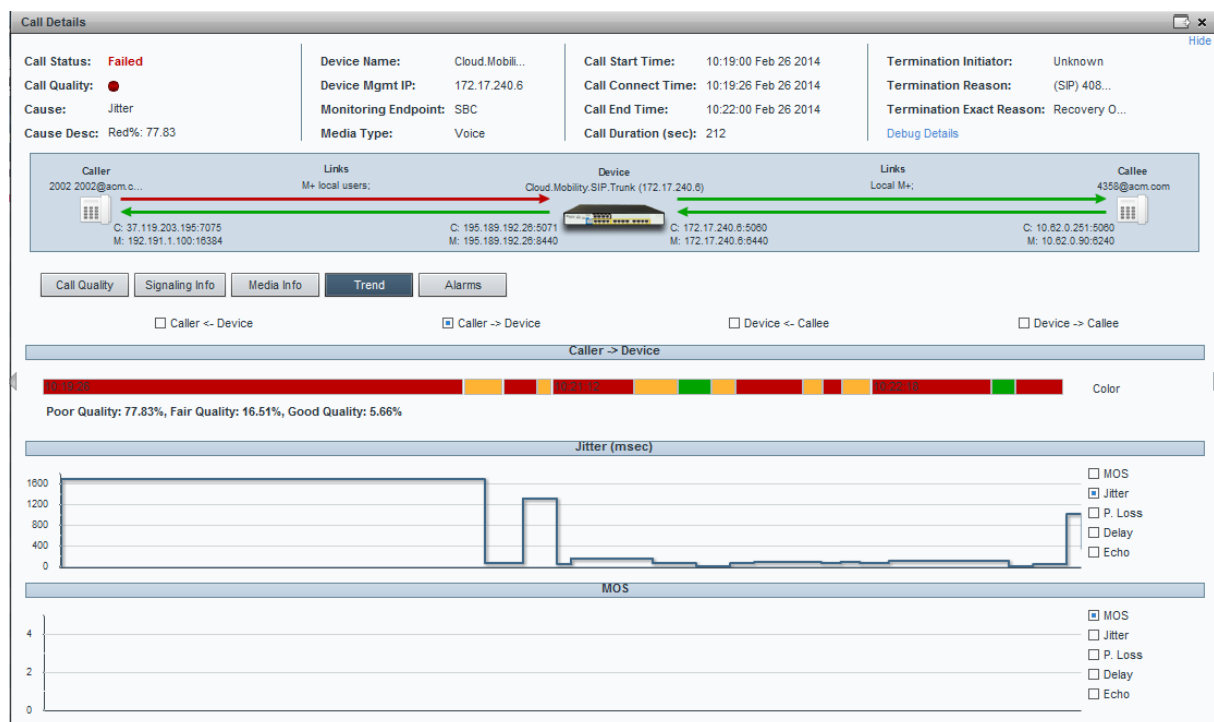 Call Details
Hide
Call Status: Failed Device Name: Cloud.Mobili... Call Start Time: 10:19:00 Feb 26 2014 Termination Initiator: Unknown
Call Quality: Device Mgmt IP: 172.17.240.6 Call Connect Time: 10:19:26 Feb 26 2014 Termination Reason: (SIP) 408...
Cause: Jitter Monitoring Endpoint: SBC Call End Time: 10:22:00 Feb 26 2014 Termination Exact Reason: Recovery O...
Cause Desc: Red%: 77.83 Media Type: Voice Call Duration (sec): 212 Debug Details
Caller Links Device Links Callee
2002 2002@acm.c... M+ local users; Cloud.Mobility.SIP.Trunk (172.17.240.6) Local M+; 4358@acm.com
C: 37.119.203.195:7075 C: 195.189.192.26:5071 C: 172.17.240.6:5060 C: 10.62.0.251:5060
M: 192.191.1.100:16384 M: 195.189.192.26:8440 M: 172.17.240.6:6440 M: 10.62.0.90:6240
Call Quality Signaling Info Media Info Trend Alarms
Caller <- Device Caller -> Device Device <- Callee Device -> Callee
Caller -> Device
10:19:26 10:21:12 10:22:18 Color
Poor Quality: 77.83%, Fair Quality: 16.51%, Good Quality: 5.66%
Jitter (msec)
1600
1200
800
400
0
MOS
Jitter
P. Loss
Delay
Echo
MOS
4
2
0
MOS
Jitter
P. Loss
Delay
Echo